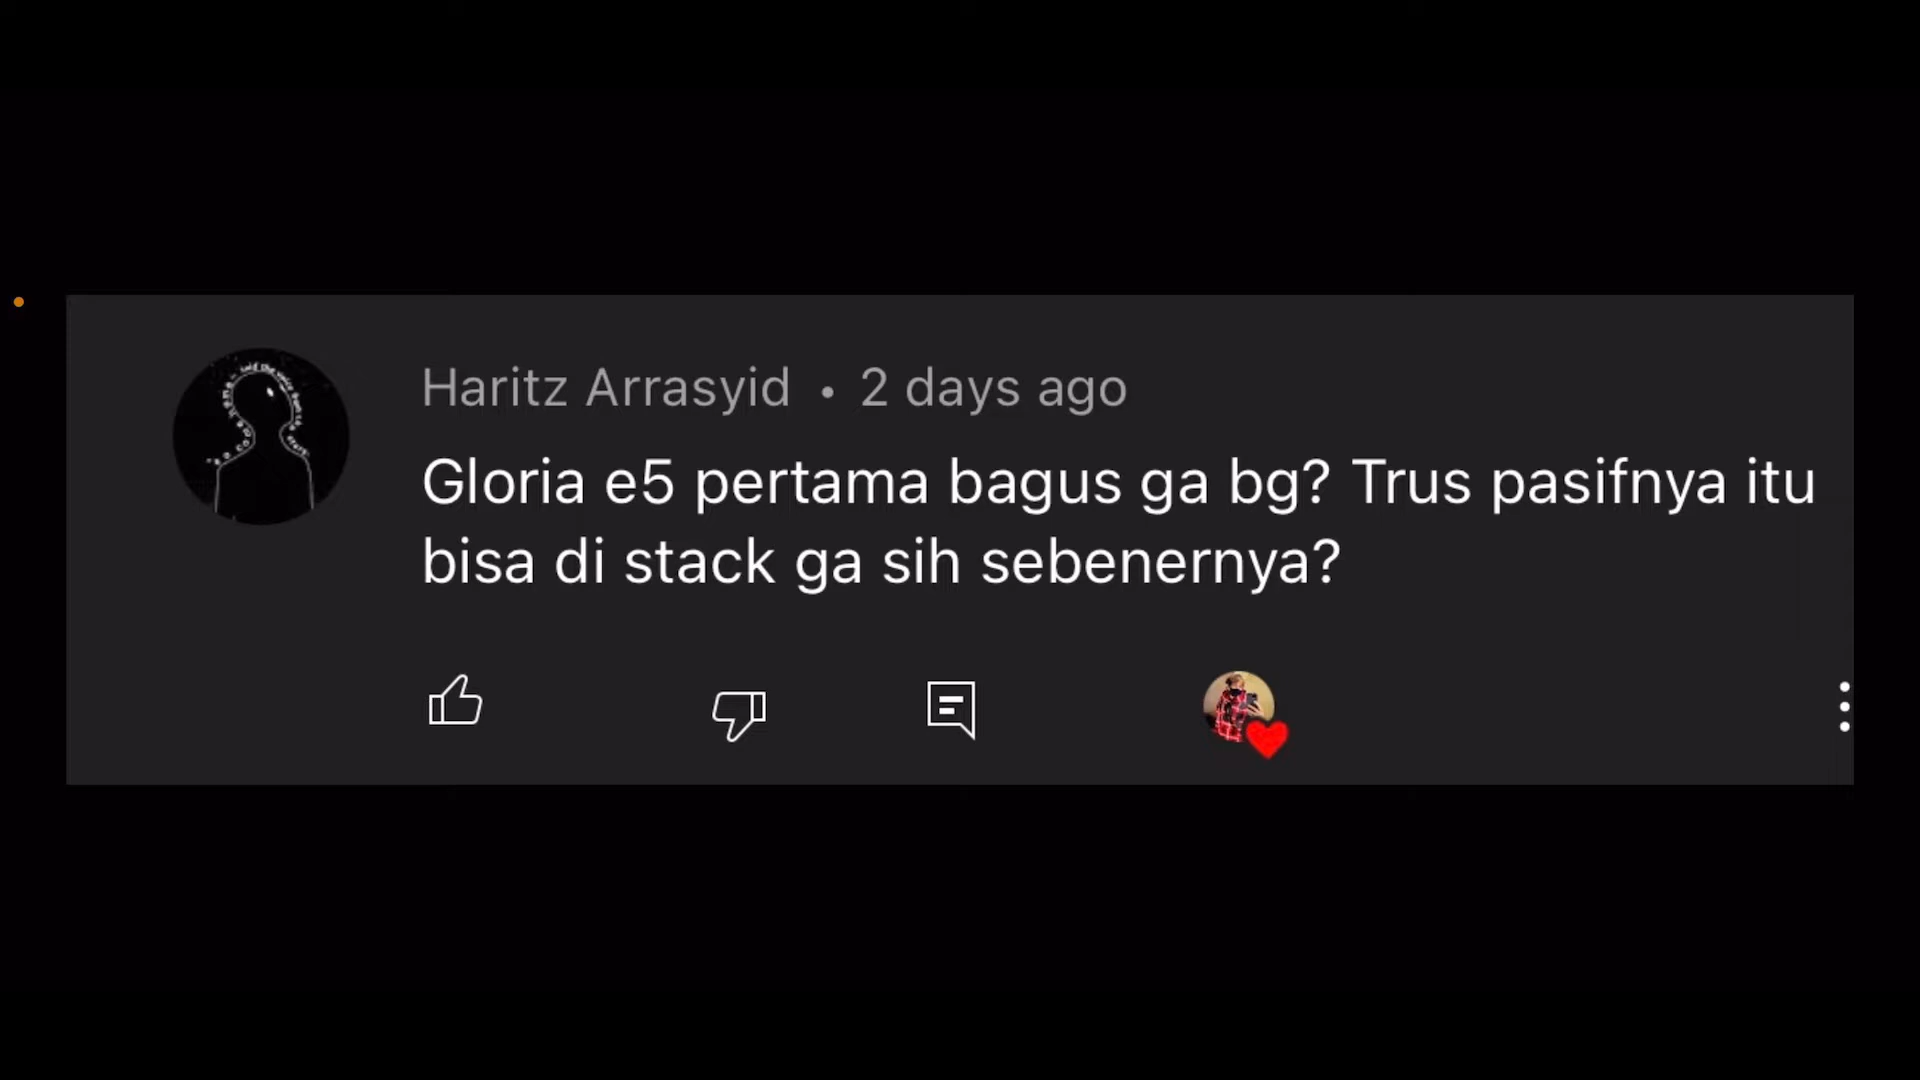 Haritz Arrasyid • 2 days ago
Gloria e5 pertama bagus ga bg? Trus pasifnya itu
bisa di stack ga sih sebenernya?